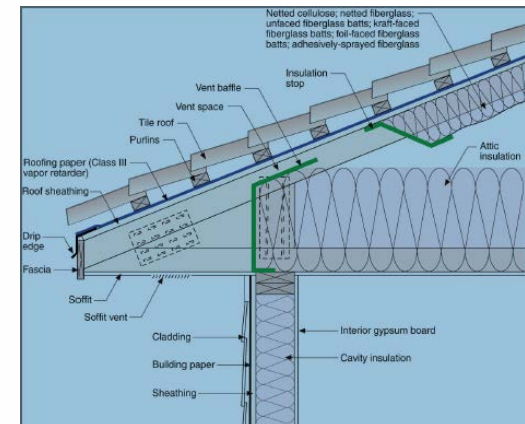 Netted cellulose; netted fiberglass;
unfaced fiberglass batts; kraft-faced
fiberglass batts; foil-faced fiberglass
batts; adhesively-sprayed fiberglass
Insulation
stop
Vent baffle
Vent space
Tile roof
Purlins
Attic
insulation
Roofing paper (Class III
vapor retarder)
Roof sheathing
Drip
edge
Fascia
Soffit
Soffit vent
Cladding
Interior gypsum board
Building paper
Cavity insulation
Sheathing